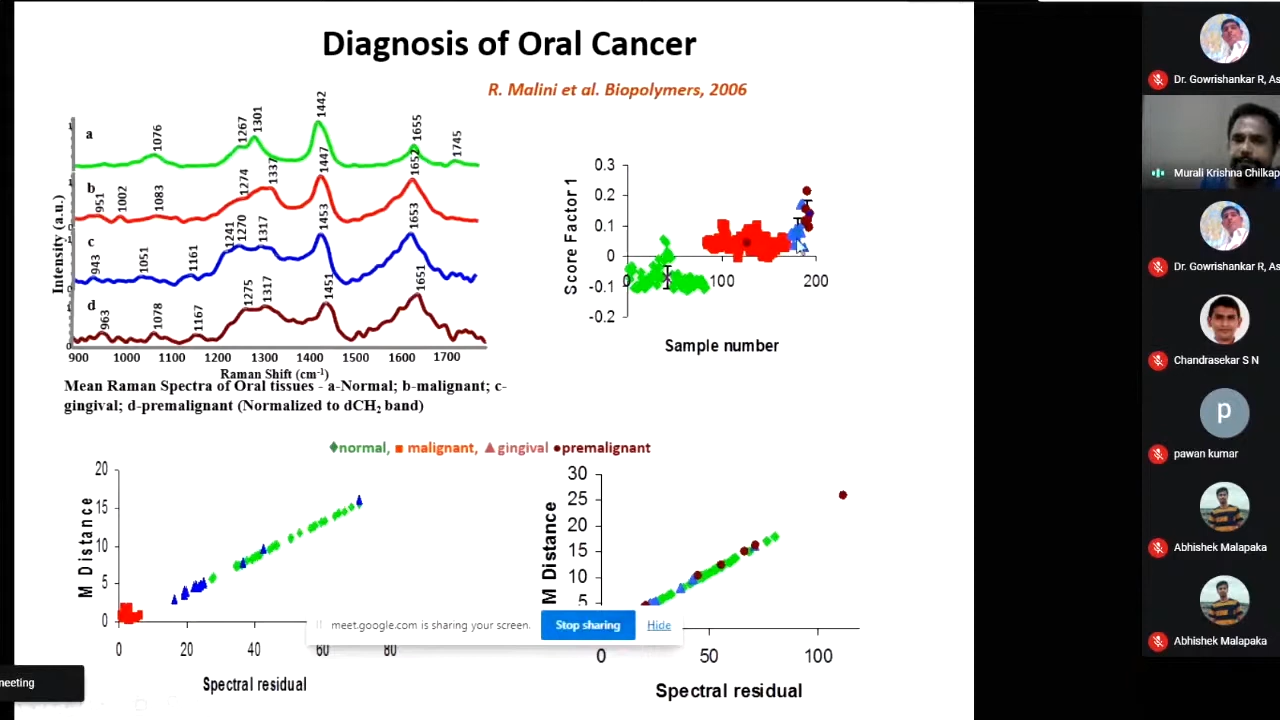 Diagnosis of Oral Cancer
R. Malini et al. Biopolymers, 2006
a
1076
1267
1301
1442
1655
1745
b
951
1002
1083
1274
1337
1447
1652
c
943
1051
1161
1241
1270
1317
1453
1653
d
963
1078
1167
1275
1317
1451
1651
Intensity (a.u.)
900 1000 1100 1200 1300 1400 1500 1600 1700
Raman Shift (cm-1)
Mean Raman Spectra of Oral tissues - a-Normal; b-malignant; c-
gingival; d-premalignant (Normalized to dCH2 band)
Score Factor 1
0.3
0.2
0.1
0
-0.1
-0.2
0 100 200
Sample number
normal, malignant, gingival premalignant
M Distance
20
15
10
5
0
0 20 40 60 80
Spectral residual
M Distance
30
25
20
15
10
5
0 50 100
Spectral residual
meet.google.com is sharing your screen.
Stop sharing
Hide
neeting
Dr. Gowrishankar R, As
Murali Krishna Chilkap
Dr. Gowrishankar R, As
Chandrasekar S N
p
pawan kumar
Abhishek Malapaka
Abhishek Malapaka